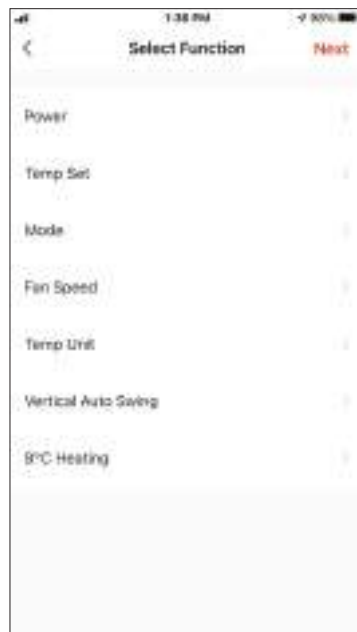 1:38 PM
Select Function
Next
Power
Temp Set
Mode
Fan Speed
Temp Unit
Vertical Auto Swing
8°C Heating